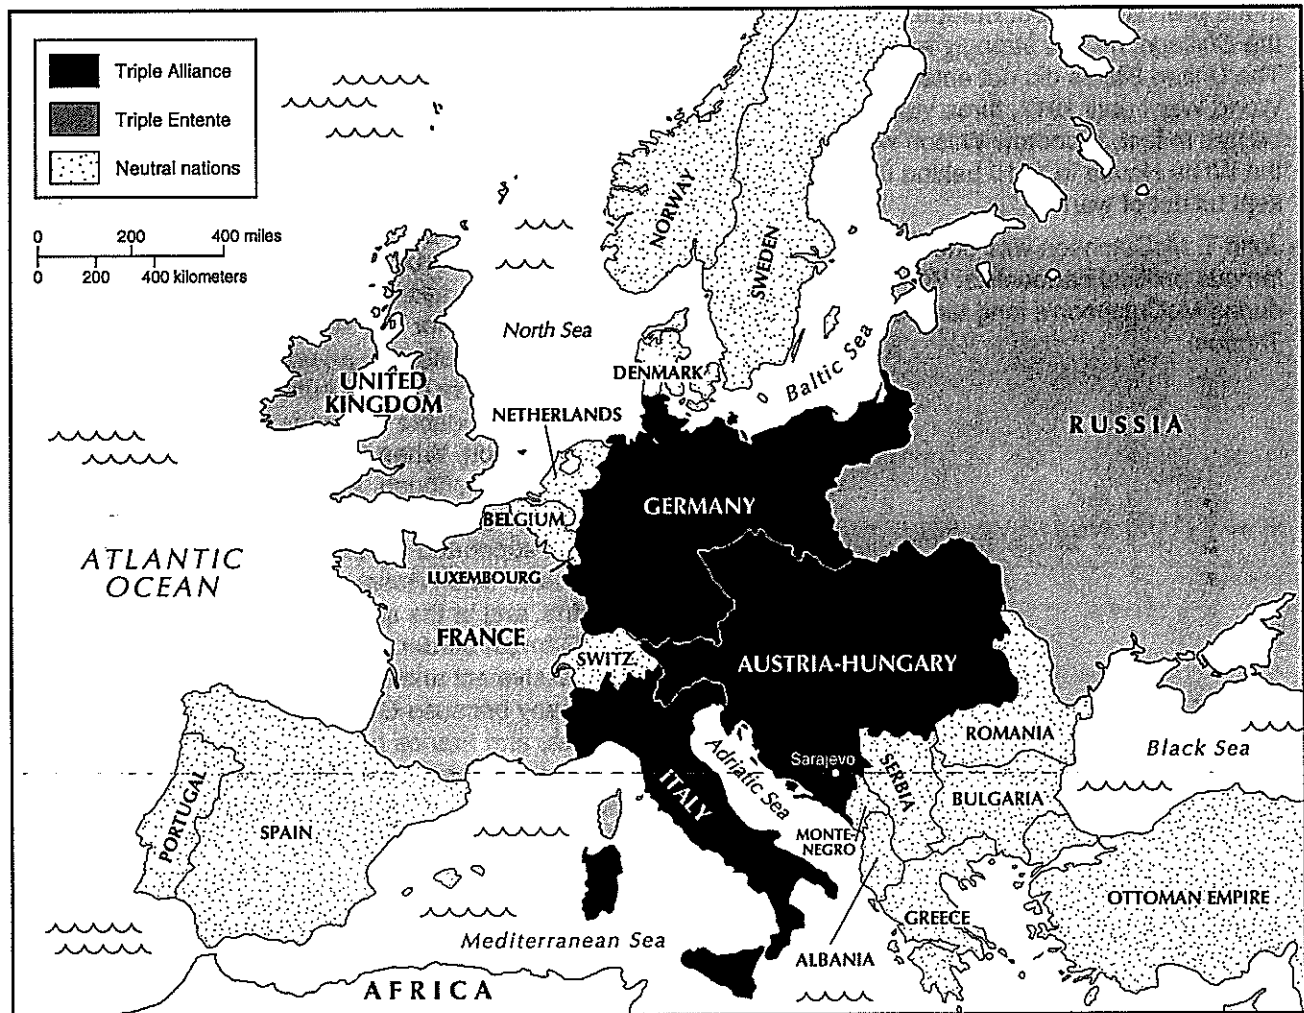 Triple Alliance
Triple Entente
Neutral nations
0 200 400 miles
0 200 400 kilometers
NORWAY
SWEDEN
North Sea
Baltic Sea
DENMARK
UNITED
KINGDOM
NETHERLANDS
RUSSIA
GERMANY
BELGIUM
ATLANTIC
OCEAN
LUXEMBOURG
FRANCE
SWITZ.
AUSTRIA-HUNGARY
ROMANIA
Black Sea
Sarajevo
Adriatic Sea
SERBIA
ITALY
BULGARIA
PORTUGAL
SPAIN
MONTE-
NEGRO
OTTOMAN EMPIRE
GREECE
Mediterranean Sea
ALBANIA
AFRICA